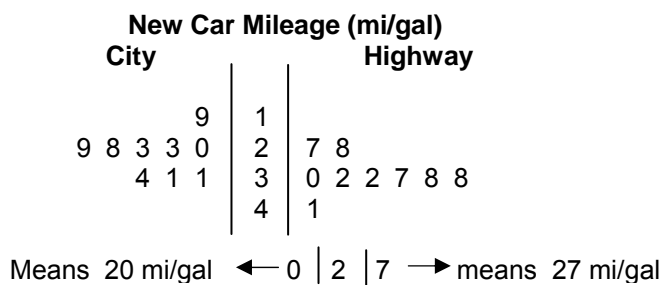 New Car Mileage (mi/gal)
City Highway
9 | 1 |
9 8 3 3 0 | 2 | 7 8
4 1 1 | 3 | 0 2 2 7 8 8
| 4 | 1
Means 20 mi/gal ← 0 | 2 | 7 → means 27 mi/gal